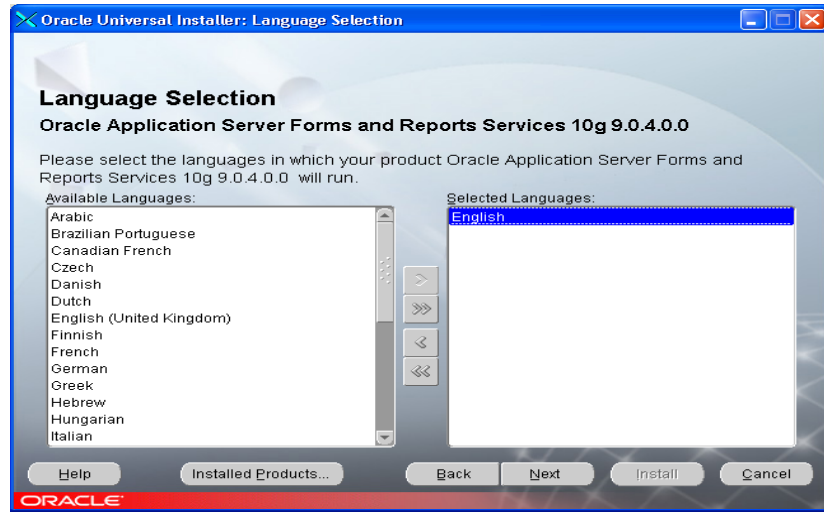 Oracle Universal Installer: Language Selection
Language Selection
Oracle Application Server Forms and Reports Services 10g 9.0.4.0.0
Please select the languages in which your product Oracle Application Server Forms and
Reports Services 10g 9.0.4.0.0 will run.
Available Languages:
Arabic
Brazilian Portuguese
Canadian French
Czech
Danish
Dutch
English (United Kingdom)
Finnish
French
German
Greek
Hebrew
Hungarian
Italian
Selected Languages:
English
> 
>>
<
<<
Help Installed Products... Back Next Install Cancel
ORACLE